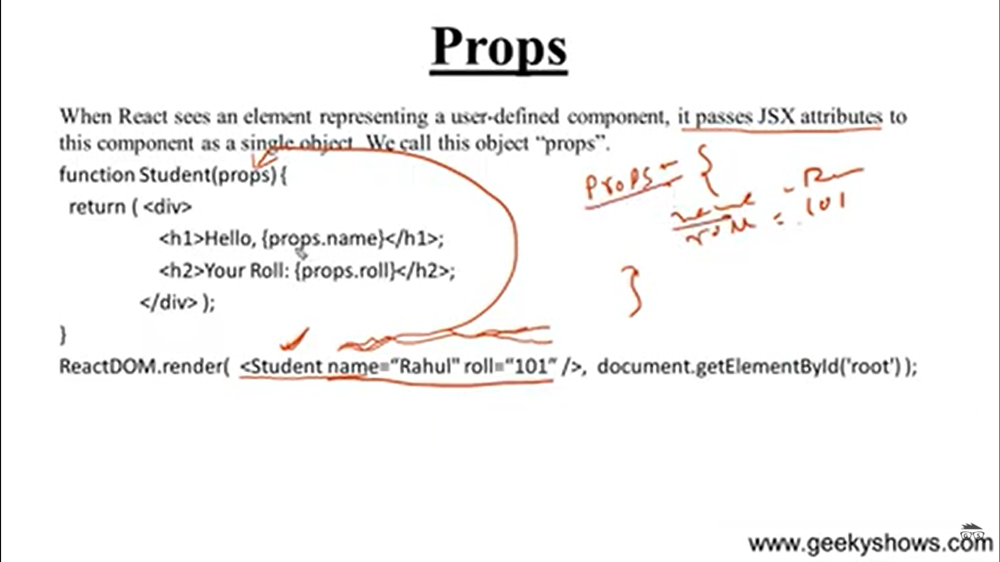 Props
When React sees an element representing a user-defined component, it passes JSX attributes to
this component as a single object. We call this object “props”.
function Student(props) {
return ( <div>
<h1>Hello, {props.name}</h1>;
<h2>Your Roll: {props.roll}</h2>;
</div> );
}
ReactDOM.render( <Student name=“Rahul" roll=“101” />, document.getElementById('root') );
Props = {
name - R
roll = 101
}
www.geekyshows.com
GS